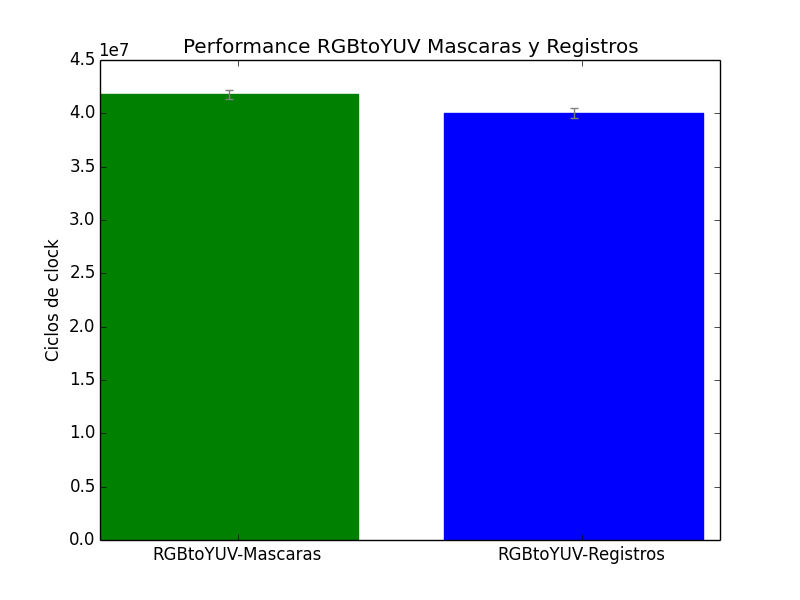 Performance RGBtoYUV Mascaras y Registros
1e7
4.5
4.0
3.5
3.0
2.5
2.0
1.5
1.0
0.5
0.0
Ciclos de clock
RGBtoYUV-Mascaras
RGBtoYUV-Registros